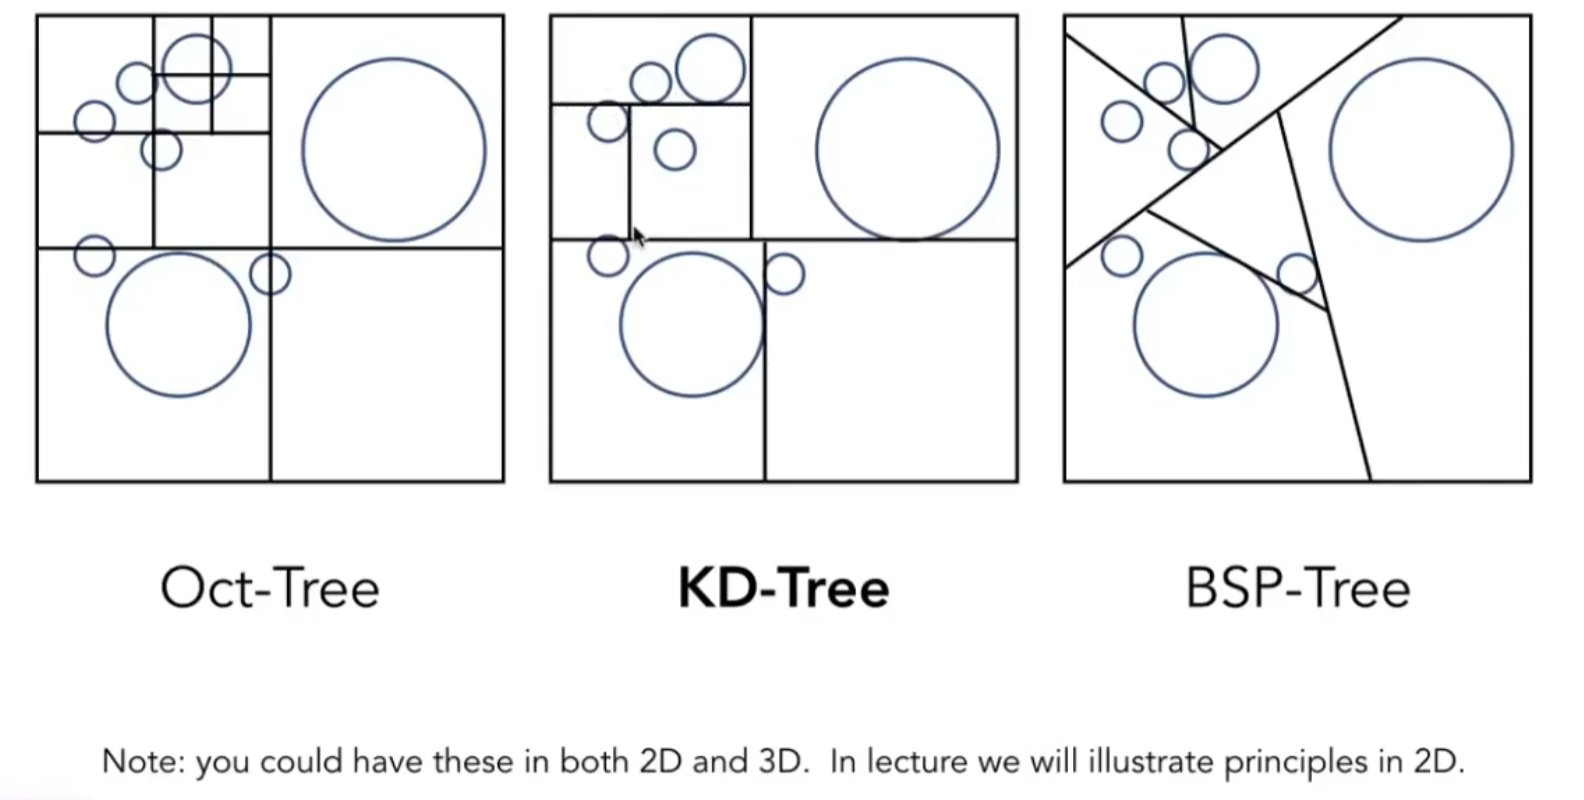 Oct-Tree
KD-Tree
BSP-Tree
Note: you could have these in both 2D and 3D.  In lecture we will illustrate principles in 2D.